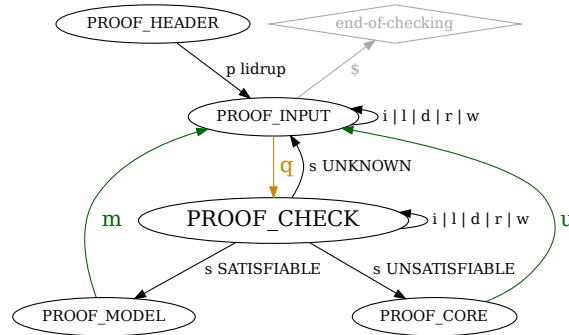 PROOF_HEADER
end-of-checking
p lidrup
$
PROOF_INPUT
i | l | d | r | w
q
s UNKNOWN
m
PROOF_CHECK
i | l | d | r | w
u
s SATISFIABLE
s UNSATISFIABLE
PROOF_MODEL
PROOF_CORE